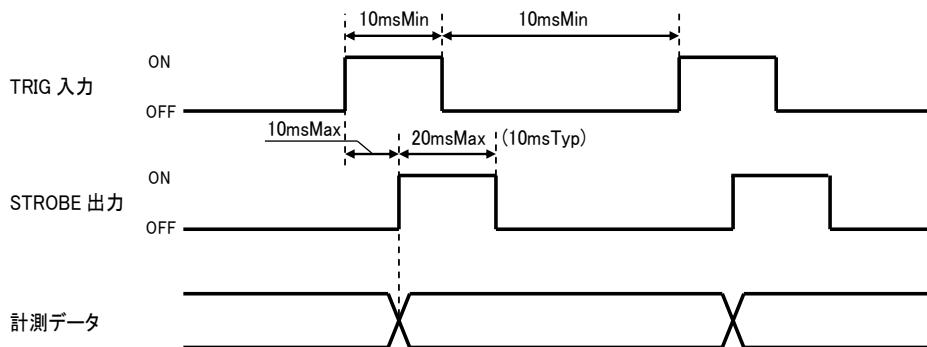 10msMin
10msMin
ON
TRIG 入力
OFF
10msMax
20msMax
(10msTyp)
ON
STROBE 出力
OFF
計測データ